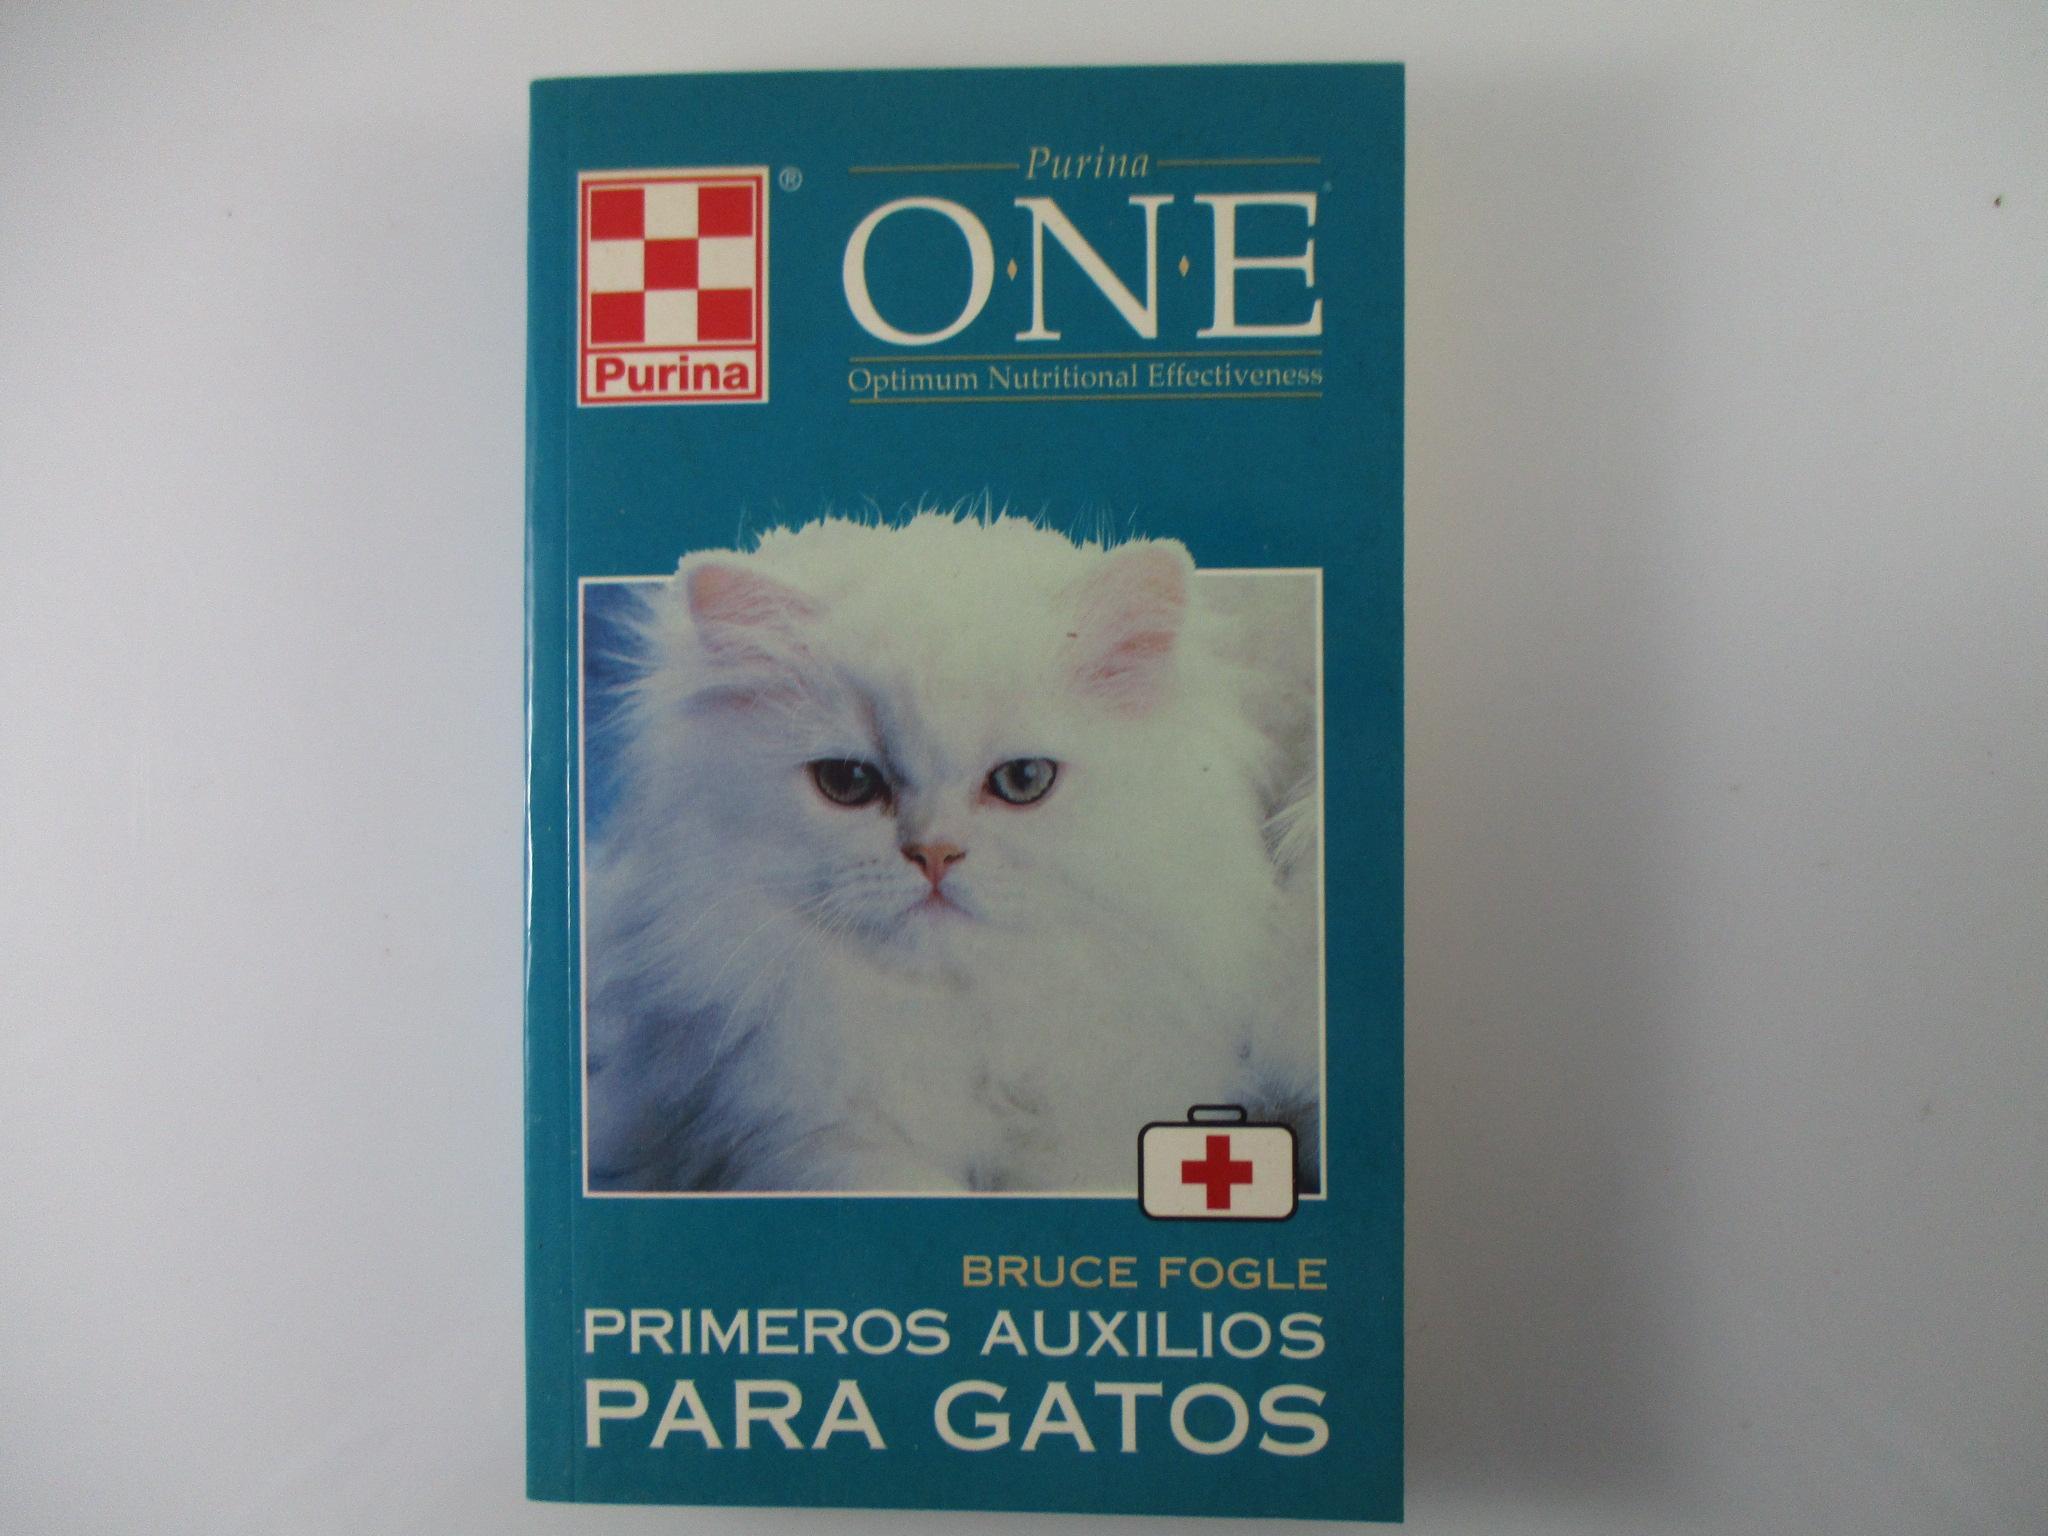 Purina
®
Purina
O·N·E
Optimum Nutritional Effectiveness
BRUCE FOGLE
PRIMEROS AUXILIOS
PARA GATOS